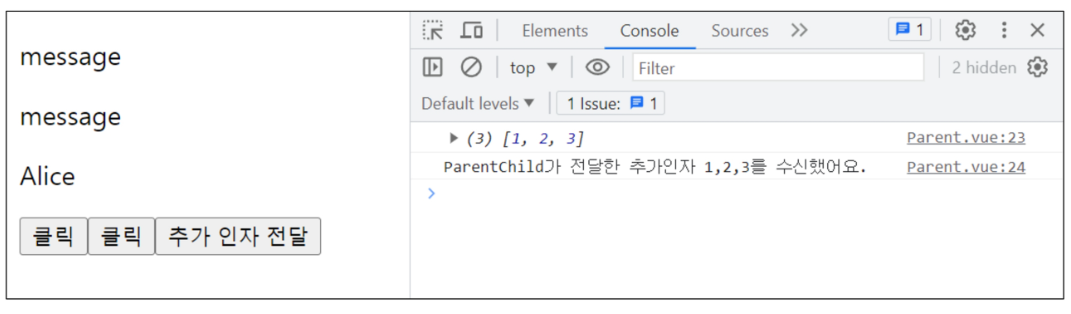 message
message
Alice
클릭 클릭 추가 인자 전달
Elements Console Sources 1
top Filter 2 hidden
Default levels 1 Issue: 1
(3) [1, 2, 3] Parent.vue:23
ParentChild가 전달한 추가인자 1,2,3를 수신했어요. Parent.vue:24